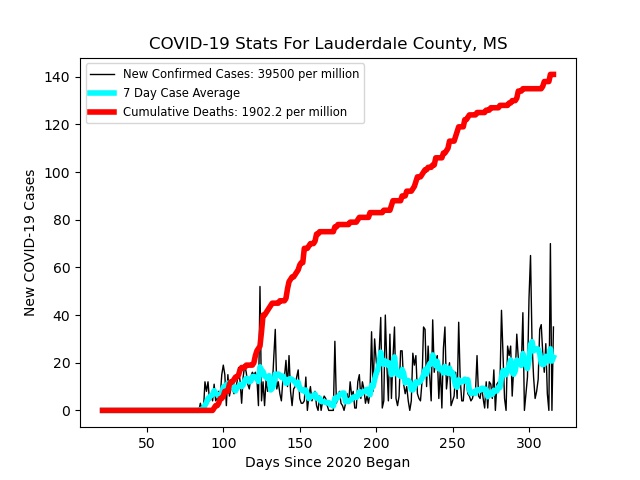 COVID-19 Stats For Lauderdale County, MS
New Confirmed Cases: 39500 per million
7 Day Case Average
Cumulative Deaths: 1902.2 per million
New COVID-19 Cases
140
120
100
80
60
40
20
0
50
100
150
200
250
300
Days Since 2020 Began